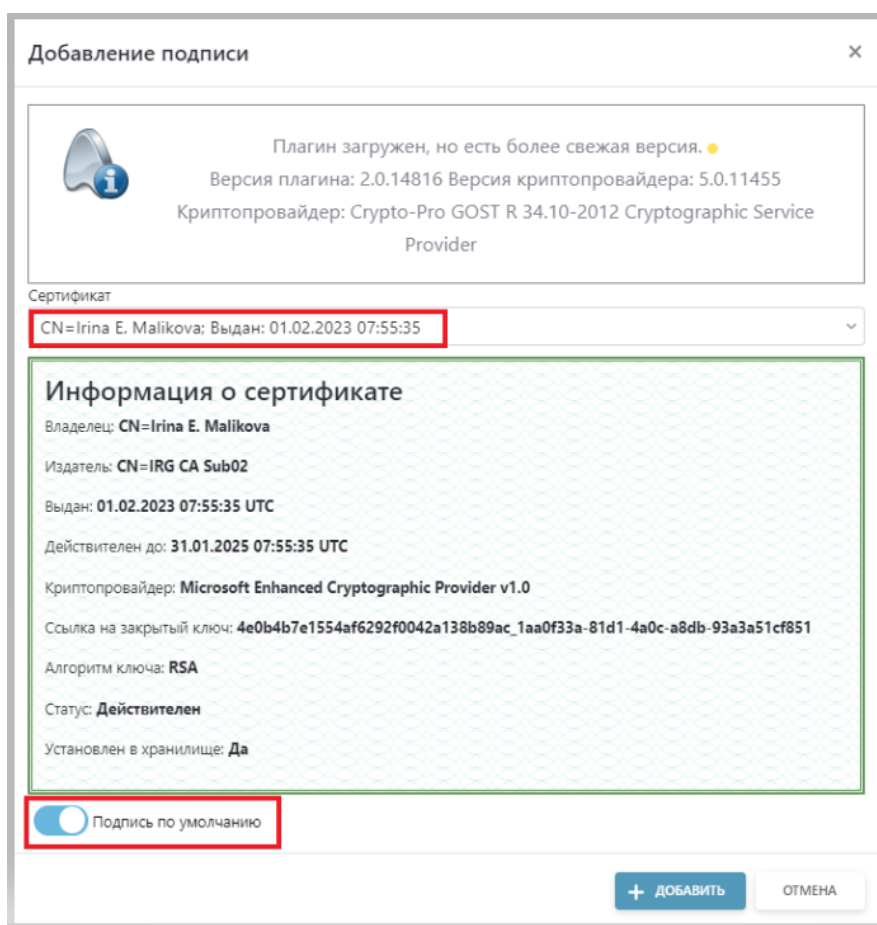 Добавление подписи
×
Плагин загружен, но есть более свежая версия.
Версия плагина: 2.0.14816 Версия криптопровайдера: 5.0.11455
Криптопровайдер: Crypto-Pro GOST R 34.10-2012 Cryptographic Service
Provider
Сертификат
CN=Irina E. Malikova; Выдан: 01.02.2023 07:55:35
Информация о сертификате
Владелец: CN=Irina E. Malikova
Издатель: CN=IRG CA Sub02
Выдан: 01.02.2023 07:55:35 UTC
Действителен до: 31.01.2025 07:55:35 UTC
Криптопровайдер: Microsoft Enhanced Cryptographic Provider v1.0
Ссылка на закрытый ключ: 4e0b4b7e1554af6292f0042a138b89ac_1aa0f33a-81d1-4a0c-a8db-93a3a51cf851
Алгоритм ключа: RSA
Статус: Действителен
Установлен в хранилище: Да
Подпись по умолчанию
+ ДОБАВИТЬ
ОТМЕНА